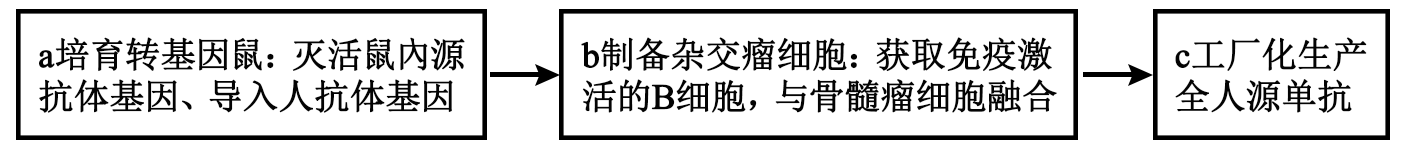 a培育转基因鼠：灭活鼠内源
抗体基因、导入人抗体基因
b制备杂交瘤细胞：获取免疫激
活的B细胞，与骨髓瘤细胞融合
c工厂化生产
全人源单抗